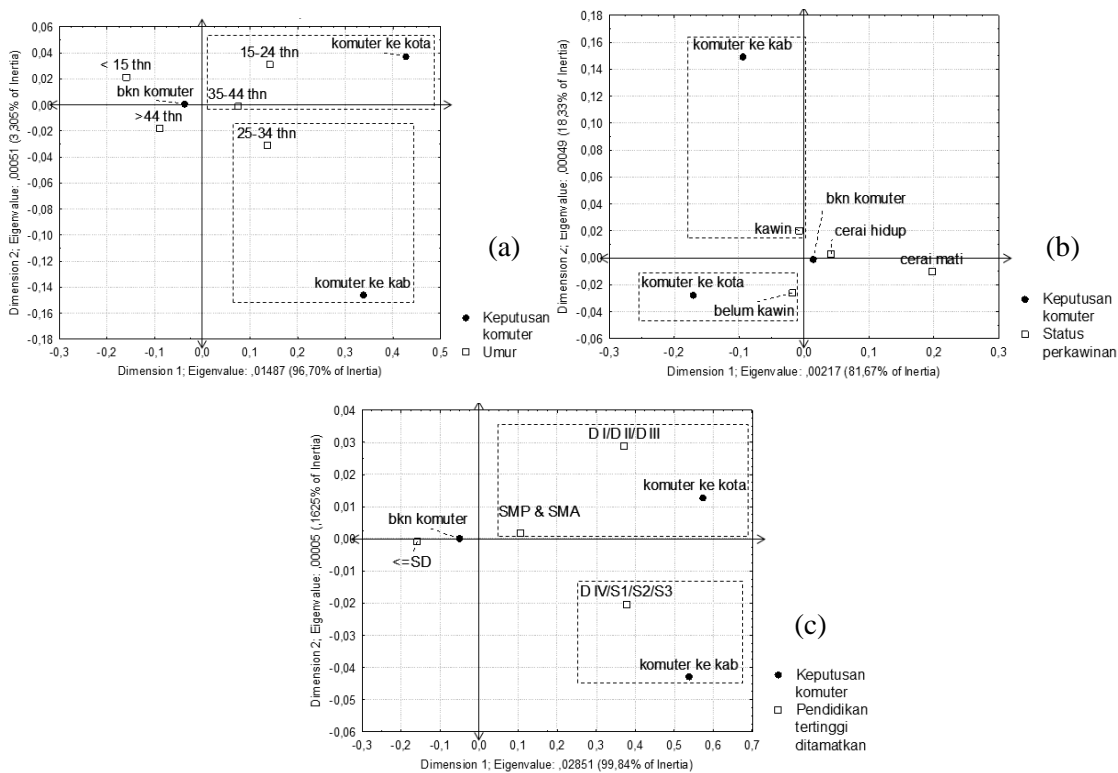 0,06
0,04
0,02
0,00
-0,02
-0,04
-0,06
-0,08
-0,10
-0,12
-0,14
-0,16
-0,18
Dimension 2; Eigenvalue: ,00051 (3,305% of Inertia)
15-24 thn
komuter ke kota
< 15 thn
bkn komuter
35-44 thn
>44 thn
25-34 thn
komuter ke kab
-0,3 -0,2 -0,1 0,0 0,1 0,2 0,3 0,4 0,5
Dimension 1; Eigenvalue: ,01487 (96,70% of Inertia)
(a)
Keputusan
komuter
Umur
0,18
0,16
0,14
0,12
0,10
0,08
0,06
0,04
0,02
0,00
-0,02
-0,04
-0,06
Dimension 2; Eigenvalue: ,00049 (18,33% of Inertia)
komuter ke kab
bkn komuter
kawin
cerai hidup
cerai mati
komuter ke kota
belum kawin
-0,3 -0,2 -0,1 0,0 0,1 0,2 0,3
Dimension 1; Eigenvalue: ,00217 (81,67% of Inertia)
(b)
Keputusan
komuter
Status
perkawinan
0,04
0,03
0,02
0,01
0,00
-0,01
-0,02
-0,03
-0,04
-0,05
-0,06
Dimension 2; Eigenvalue: ,00005 (,1625% of Inertia)
D I/D II/D III
komuter ke kota
SMP & SMA
bkn komuter
<=SD
D IV/S1/S2/S3
komuter ke kab
-0,3 -0,2 -0,1 0,0 0,1 0,2 0,3 0,4 0,5 0,6 0,7
Dimension 1; Eigenvalue: ,02851 (99,84% of Inertia)
(c)
Keputusan
komuter
Pendidikan
tertinggi
ditamatkan